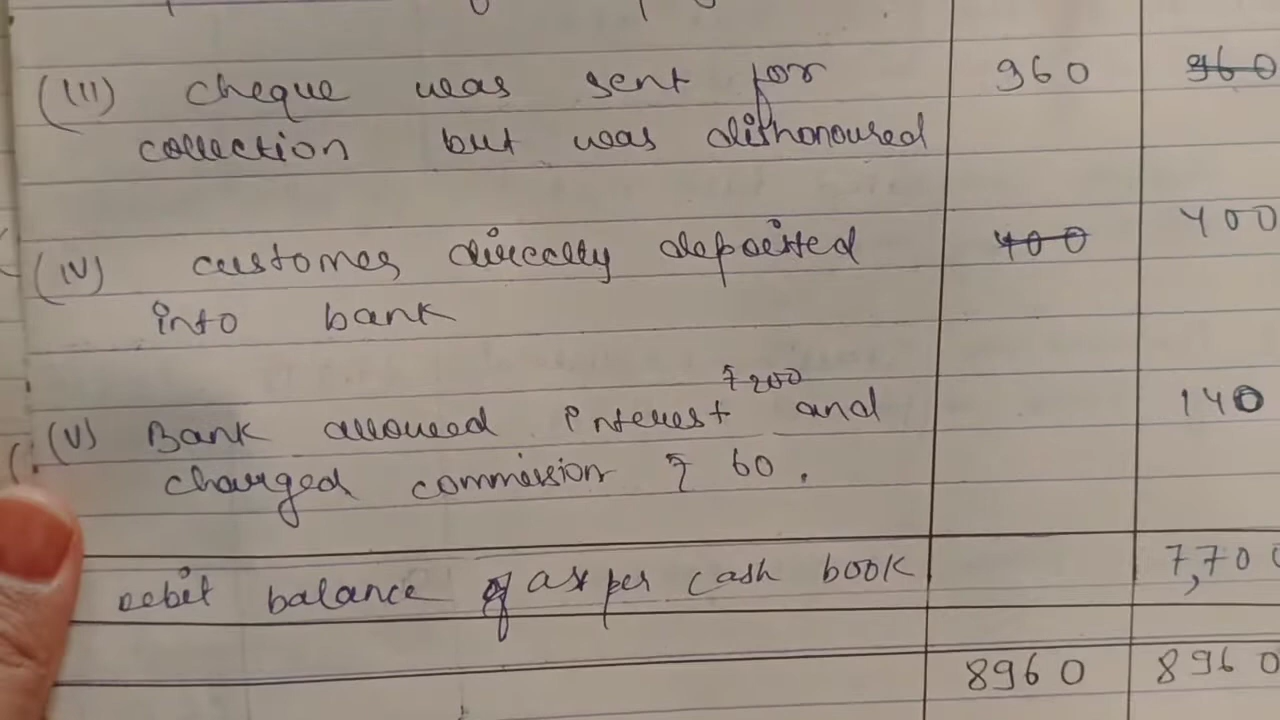 (III) cheque was sent for 960 960
collection but was dishonoured
(IV) customer directly deposited 400 400
into bank
₹200
(V) Bank allowed interest and 140
charged commission ₹ 60.
Debit balance of as per cash book 7,700
8960 8960